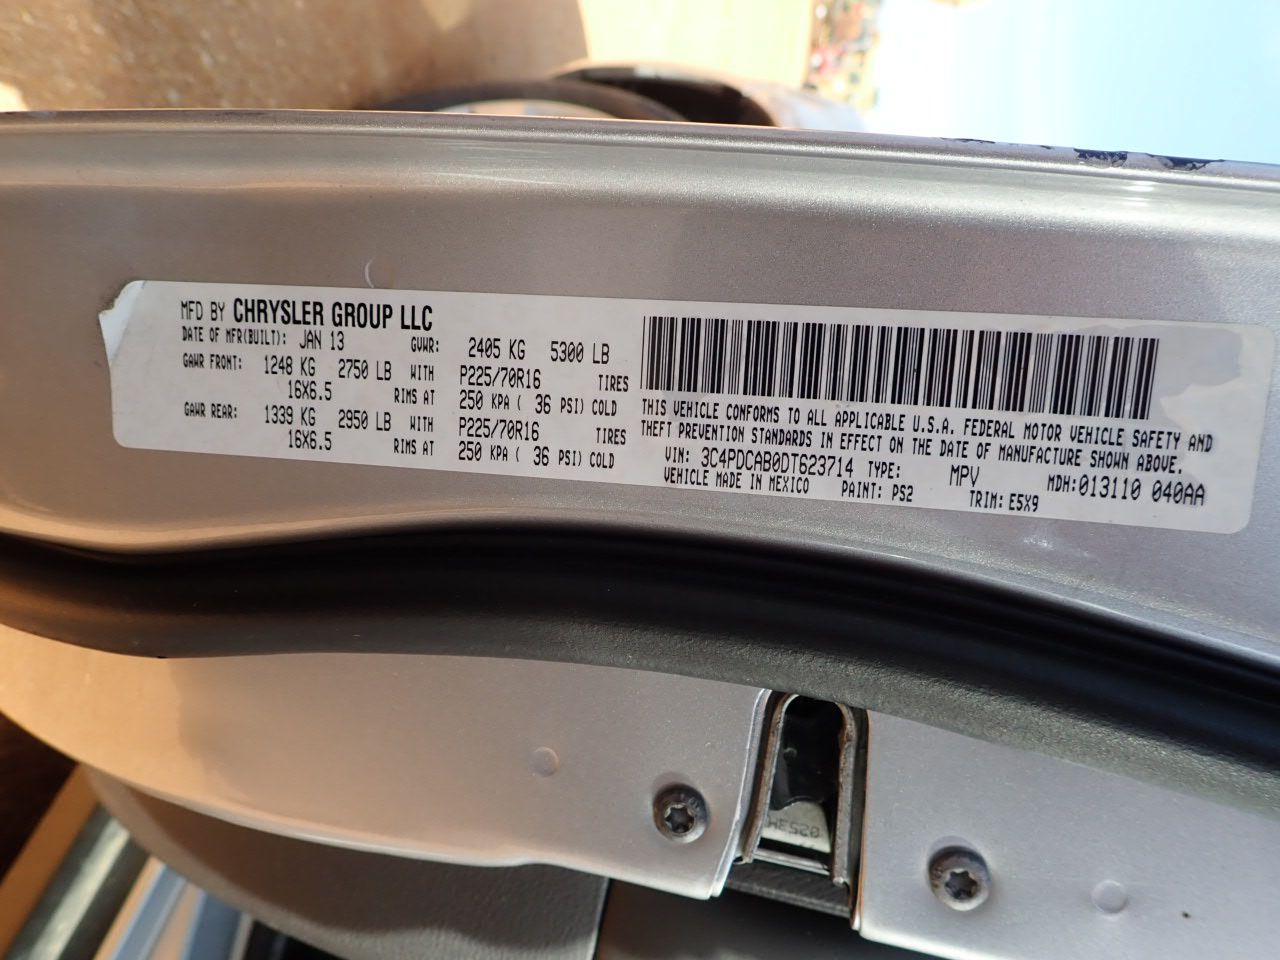 MFD BY CHRYSLER GROUP LLC
DATE OF MFR(BUILT): JAN 13 GVWR: 2405 KG 5300 LB
GAWR FRONT: 1248 KG 2750 LB WITH P225/70R16 TIRES
16X6.5 RIMS AT 250 KPA ( 36 PSI) COLD
GAWR REAR: 1339 KG 2950 LB WITH P225/70R16 TIRES
16X6.5 RIMS AT 250 KPA ( 36 PSI) COLD
THIS VEHICLE CONFORMS TO ALL APPLICABLE U.S.A. FEDERAL MOTOR VEHICLE SAFETY AND
THEFT PREVENTION STANDARDS IN EFFECT ON THE DATE OF MANUFACTURE SHOWN ABOVE.
VIN: 3C4PDCAB0DT623714 TYPE: MPV MDH:013110 040AA
VEHICLE MADE IN MEXICO PAINT: PS2 TRIM: E5X9